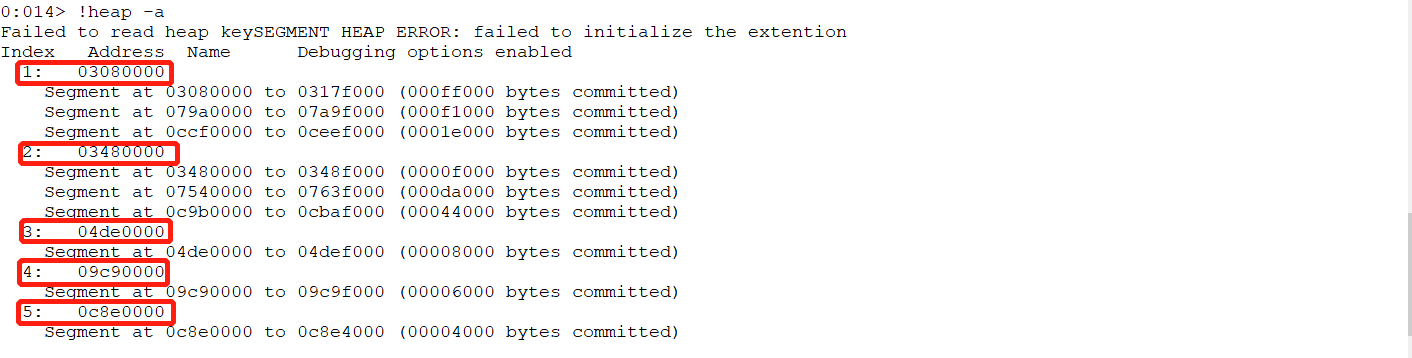 0:014> !heap -a
Failed to read heap keySEGMENT HEAP ERROR: failed to initialize the extention
Index   Address  Name      Debugging options enabled
  1:   03080000
    Segment at 03080000 to 0317f000 (000ff000 bytes committed)
    Segment at 079a0000 to 07a9f000 (000f1000 bytes committed)
    Segment at 0ccf0000 to 0ceef000 (0001e000 bytes committed)
  2:   03480000
    Segment at 03480000 to 0348f000 (0000f000 bytes committed)
    Segment at 07540000 to 0763f000 (000da000 bytes committed)
    Segment at 0c9b0000 to 0cbaf000 (00044000 bytes committed)
  3:   04de0000
    Segment at 04de0000 to 04def000 (00008000 bytes committed)
  4:   09c90000
    Segment at 09c90000 to 09c9f000 (00006000 bytes committed)
  5:   0c8e0000
    Segment at 0c8e0000 to 0c8e4000 (00004000 bytes committed)